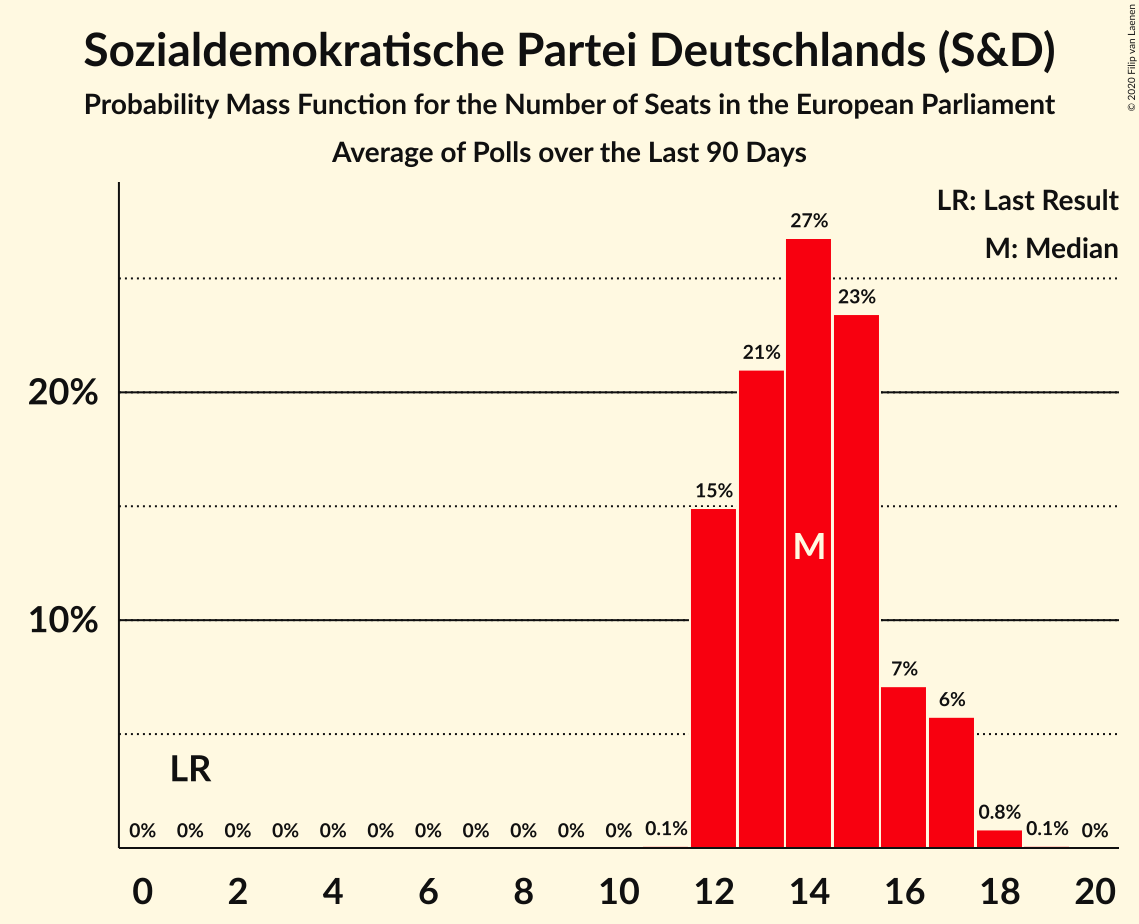 Sozialdemokratische Partei Deutschlands (S&D)
Probability Mass Function for the Number of Seats in the European Parliament
Average of Polls over the Last 90 Days
© 2020 Filip van Laenen
LR: Last Result
M: Median
27%
23%
21%
20%
15%
M
10%
7%
6%
LR
0% 0% 0% 0% 0% 0% 0% 0% 0% 0% 0% 0.1% 0.8% 0.1% 0%
0 2 4 6 8 10 12 14 16 18 20